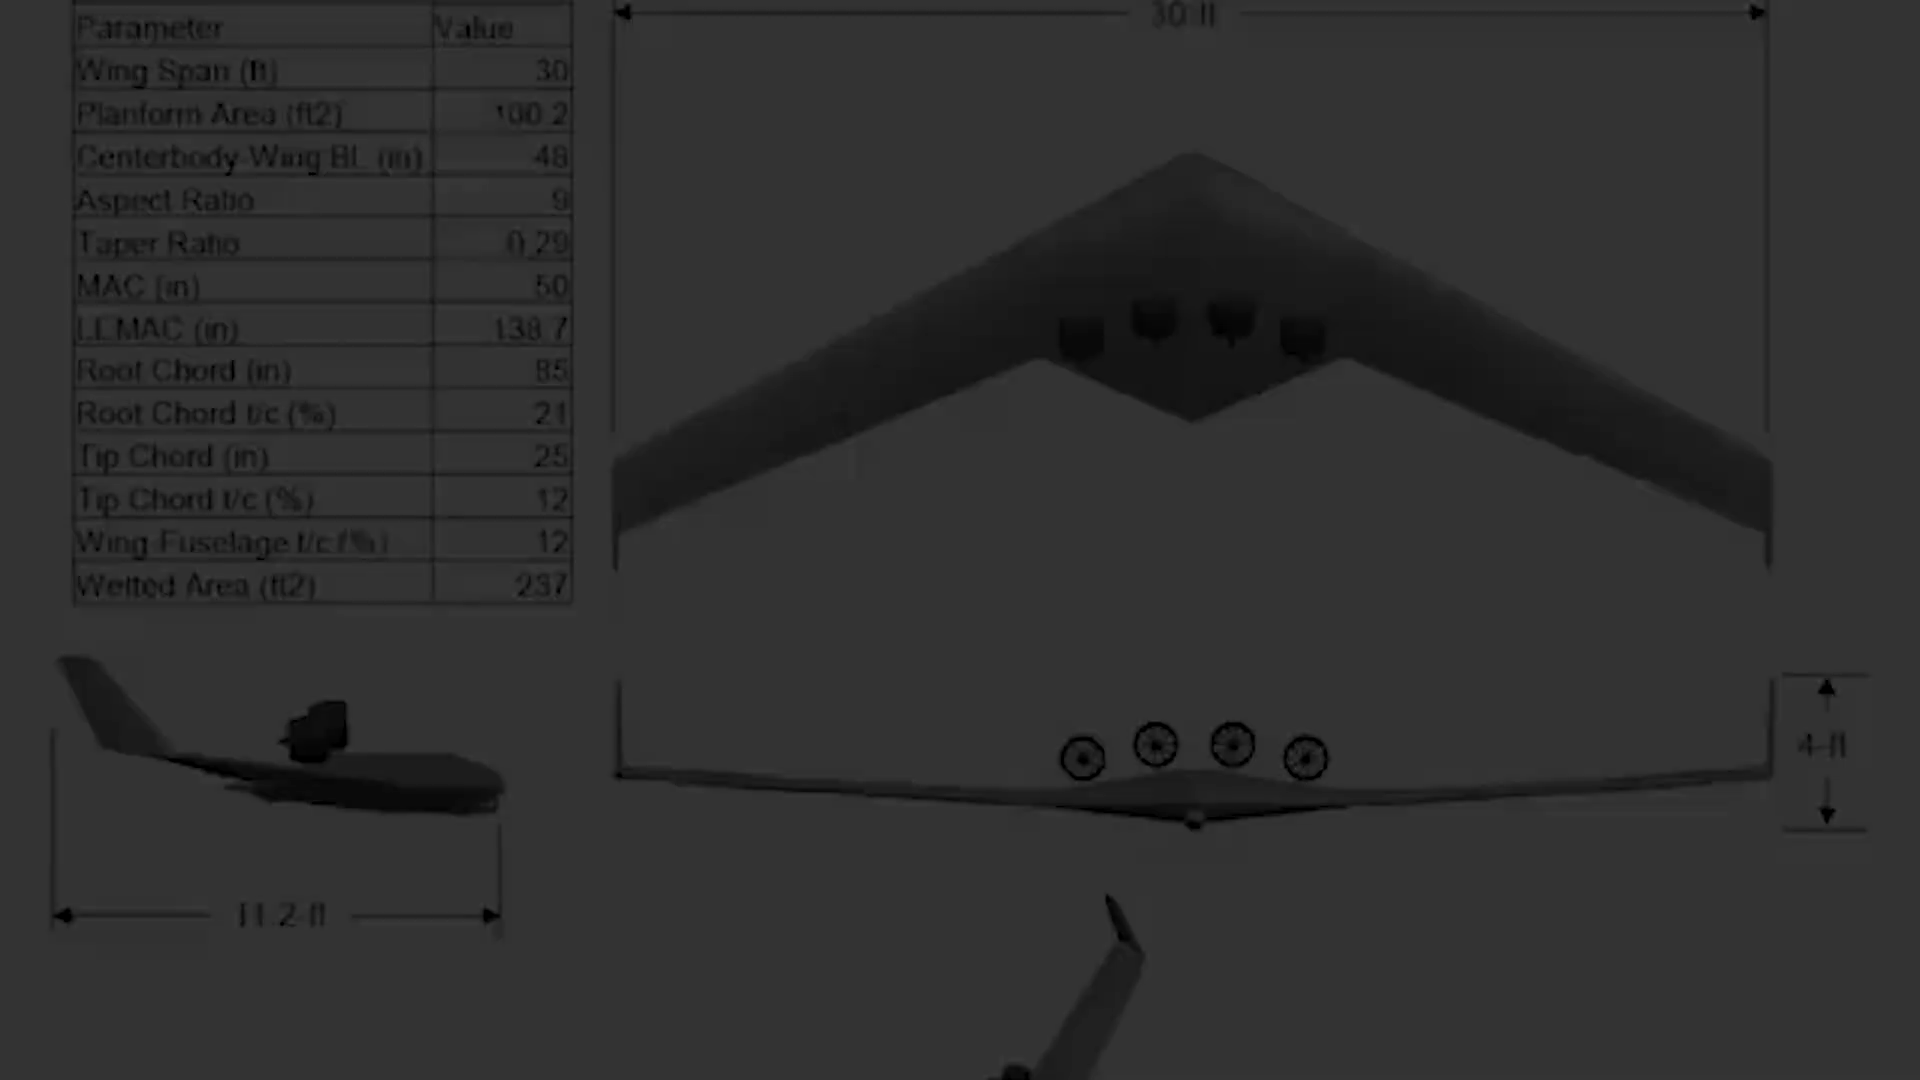 Parameter Value
Wing Span (ft) 30
Planform Area (ft2) 100.2
Centerbody-Wing BL (in) 48
Aspect Ratio 9
Taper Ratio 0.29
MAC (in) 50
LEMAC (in) 138.7
Root Chord (in) 85
Root Chord t/c (%) 21
Tip Chord (in) 25
Tip Chord t/c (%) 12
Wing-Fuselage t/c (%) 12
Wetted Area (ft2) 237
30-ft
4-ft
11.2-ft